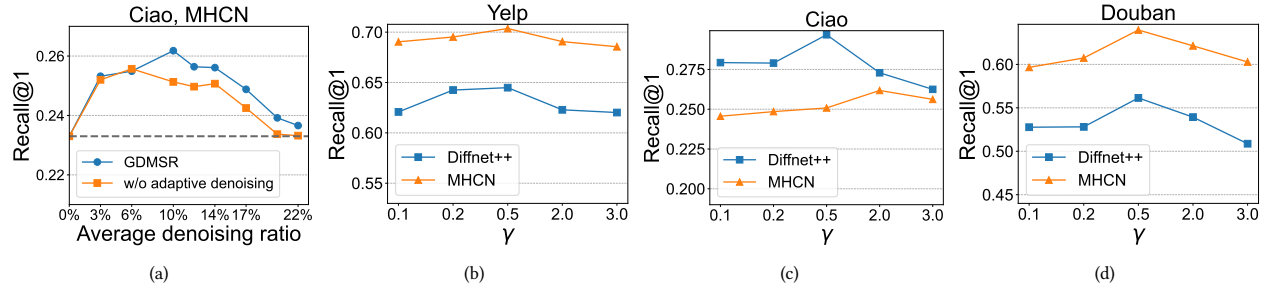 Ciao, MHCN
Recall@1
0.26
0.24
0.22
GDMSR
w/o adaptive denoising
0% 3% 6% 10% 14% 17% 22%
Average denoising ratio
(a)
Yelp
Recall@1
0.70
0.65
0.60
0.55
Diffnet++
MHCN
0.1 0.2 0.5 2.0 3.0
γ
(b)
Ciao
Recall@1
0.275
0.250
0.225
0.200
Diffnet++
MHCN
0.1 0.2 0.5 2.0 3.0
γ
(c)
Douban
Recall@1
0.60
0.55
0.50
0.45
Diffnet++
MHCN
0.1 0.2 0.5 2.0 3.0
γ
(d)